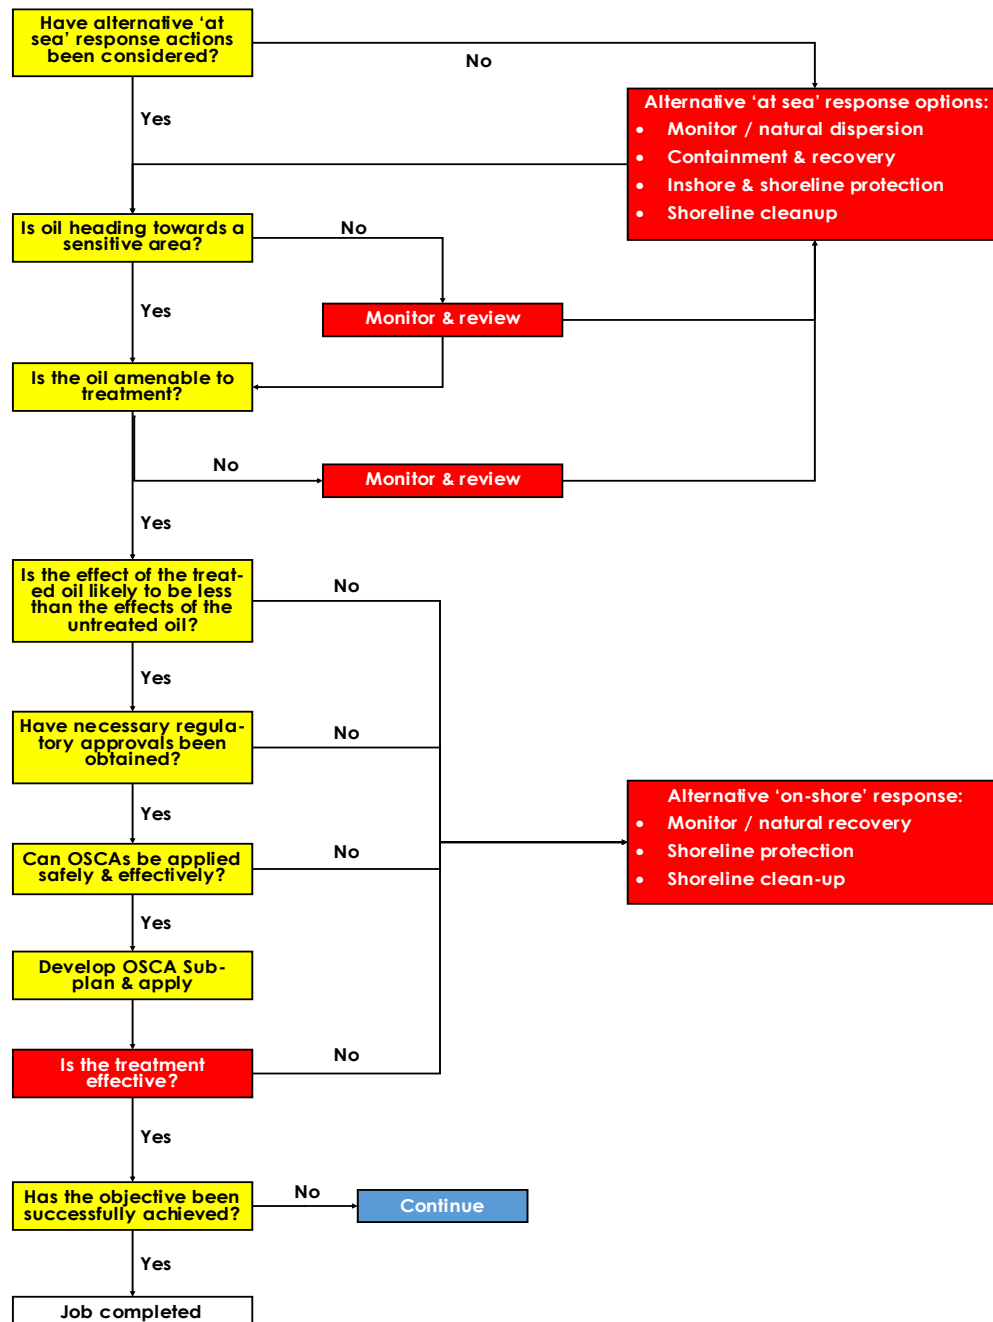 Have alternative ‘at
sea’ response actions
been considered?
No
Yes
Alternative ‘at sea’ response options:
• Monitor / natural dispersion
• Containment & recovery
• Inshore & shoreline protection
• Shoreline cleanup
Is oil heading towards a
sensitive area?
No
Yes
Monitor & review
Is the oil amenable to
treatment?
No
Monitor & review
Yes
Is the effect of the treat-
ed oil likely to be less
than the effects of the
untreated oil?
No
Yes
Have necessary regula-
tory approvals been
obtained?
No
Yes
Alternative ‘on-shore’ response:
• Monitor / natural recovery
• Shoreline protection
• Shoreline clean-up
Can OSCAs be applied
safely & effectively?
No
Yes
Develop OSCA Sub-
plan & apply
Is the treatment
effective?
No
Yes
Has the objective been
successfully achieved?
No
Continue
Yes
Job completed